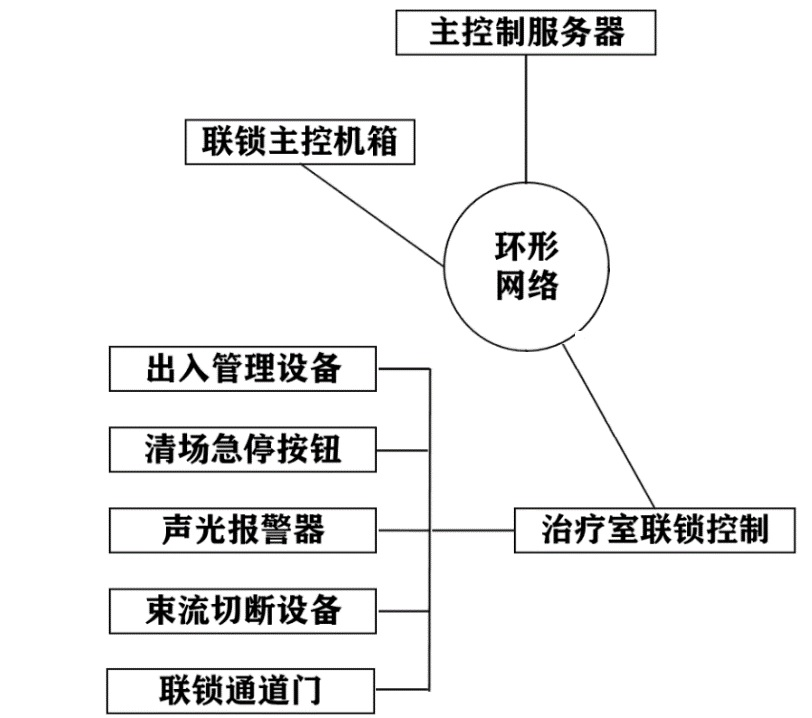 主控制服务器
联锁主控机箱
环形
网络
出入管理设备
清场急停按钮
声光报警器
治疗室联锁控制
束流切断设备
联锁通道门